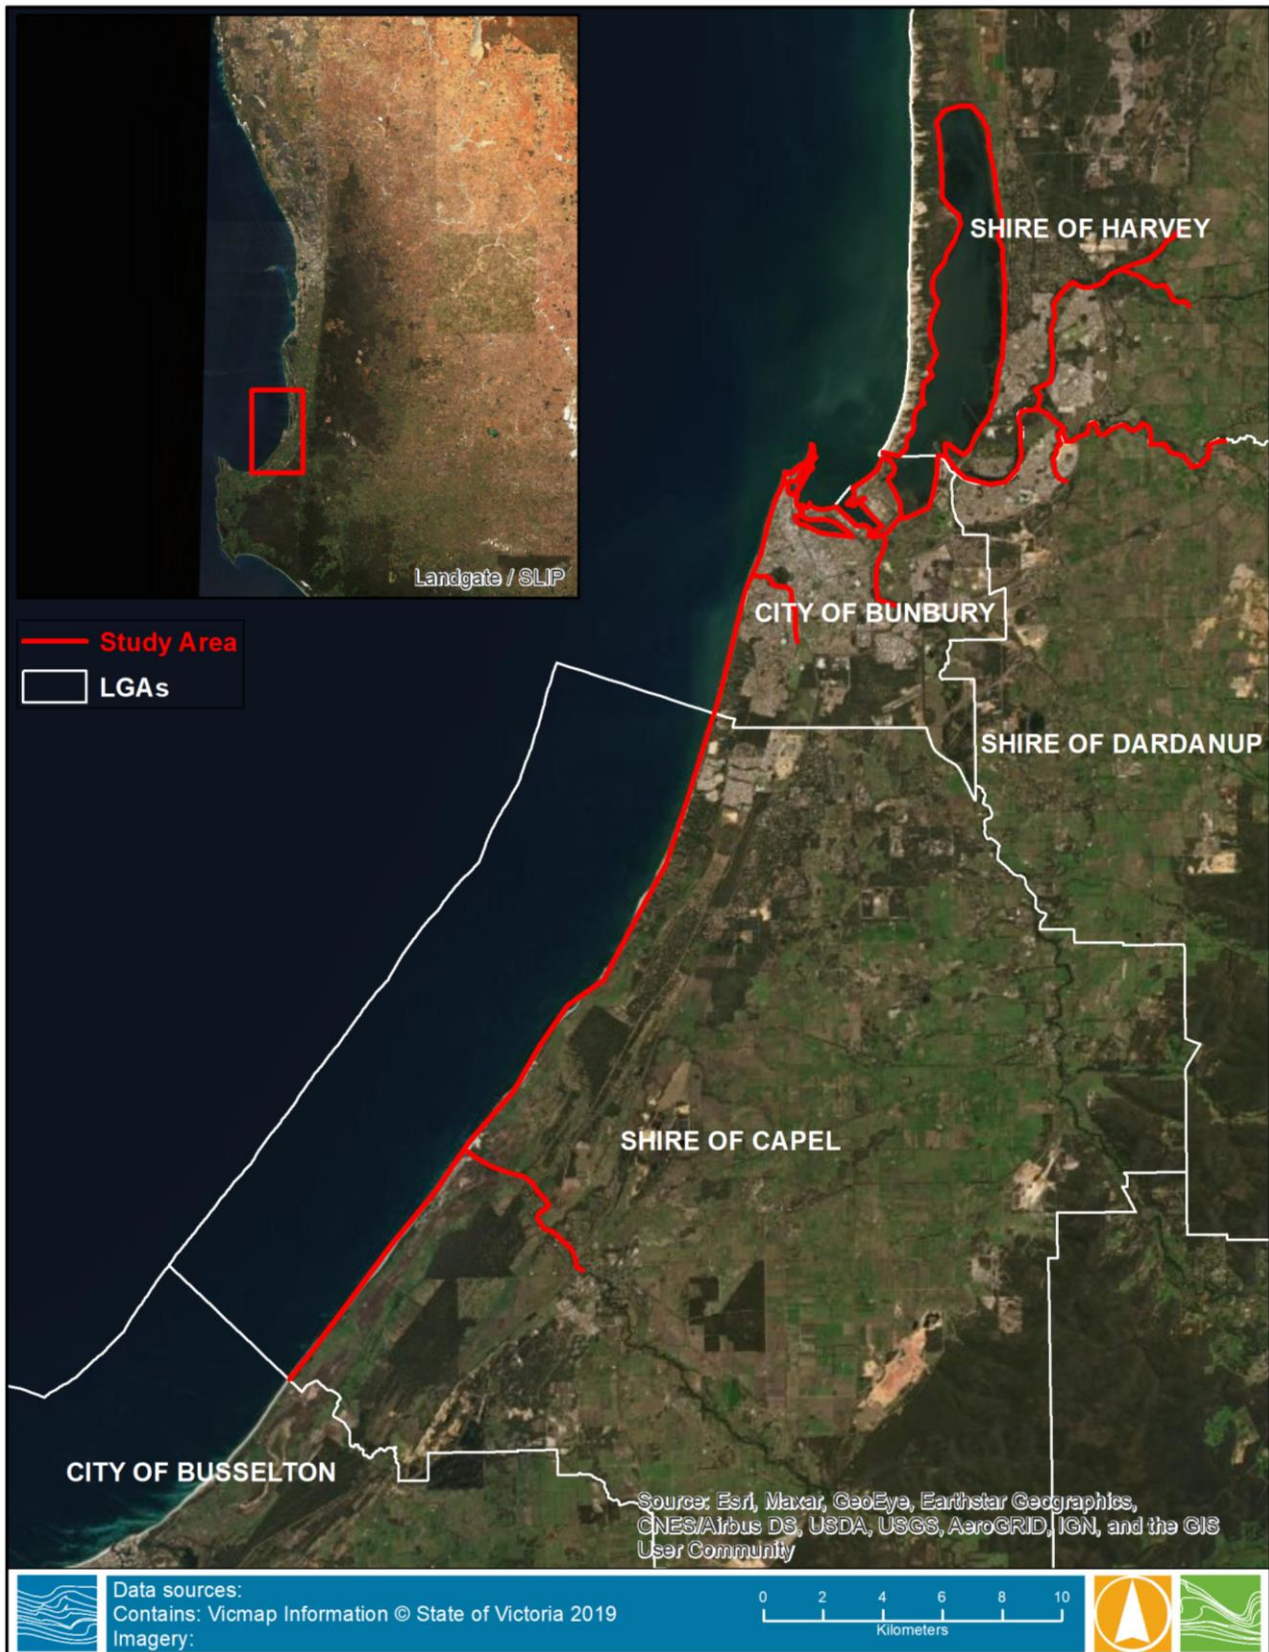 Landgate / SLIP
Study Area
LGAs
SHIRE OF HARVEY
CITY OF BUNBURY
SHIRE OF DARDANUP
SHIRE OF CAPEL
CITY OF BUSSELTON
Source: Esri, Maxar, GeoEye, Earthstar Geographics,
CNES/Airbus DS, USDA, USGS, AeroGRID, IGN, and the GIS
User Community
Data sources:
Contains: Vicmap Information © State of Victoria 2019
Imagery:
0 2 4 6 8 10
Kilometers